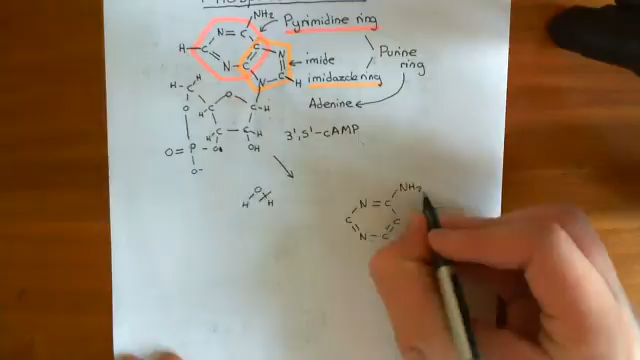 NH₂
Pyrimidine ring
N=C
H-C C N imide
N-C imidazole ring
Purine ring
N C H
Adenine
H H
C O
O H C C H
C-C
H H
O=P-O OH
O⁻
3',5'-cAMP
O
H H
NH₂
N=C
C C
N-C